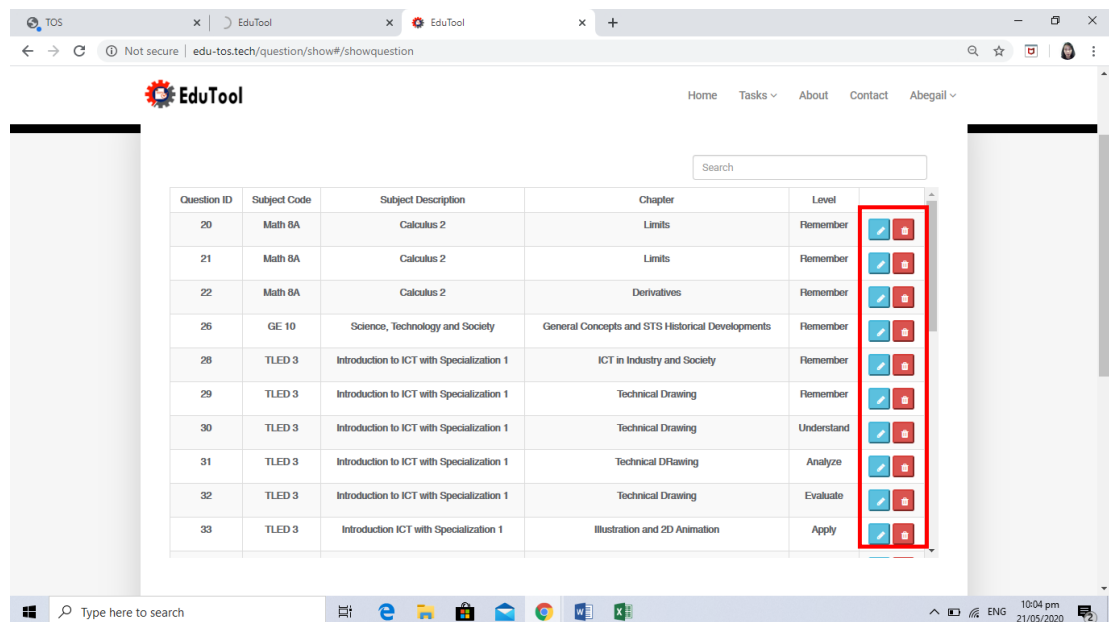 TOS
EduTool
EduTool
Not secure | edu-tos.tech/question/show#/showquestion
EduTool
Home Tasks About Contact Abegail
Search
Question ID Subject Code Subject Description Chapter Level
20 Math 8A Calculus 2 Limits Remember
21 Math 8A Calculus 2 Limits Remember
22 Math 8A Calculus 2 Derivatives Remember
26 GE 10 Science, Technology and Society General Concepts and STS Historical Developments Remember
28 TLED 3 Introduction to ICT with Specialization 1 ICT in Industry and Society Remember
29 TLED 3 Introduction to ICT with Specialization 1 Technical Drawing Remember
30 TLED 3 Introduction to ICT with Specialization 1 Technical Drawing Understand
31 TLED 3 Introduction to ICT with Specialization 1 Technical DRawing Analyze
32 TLED 3 Introduction to ICT with Specialization 1 Technical Drawing Evaluate
33 TLED 3 Introduction ICT with Specialization 1 Illustration and 2D Animation Apply
Type here to search
ENG
10:04 pm
21/05/2020
2